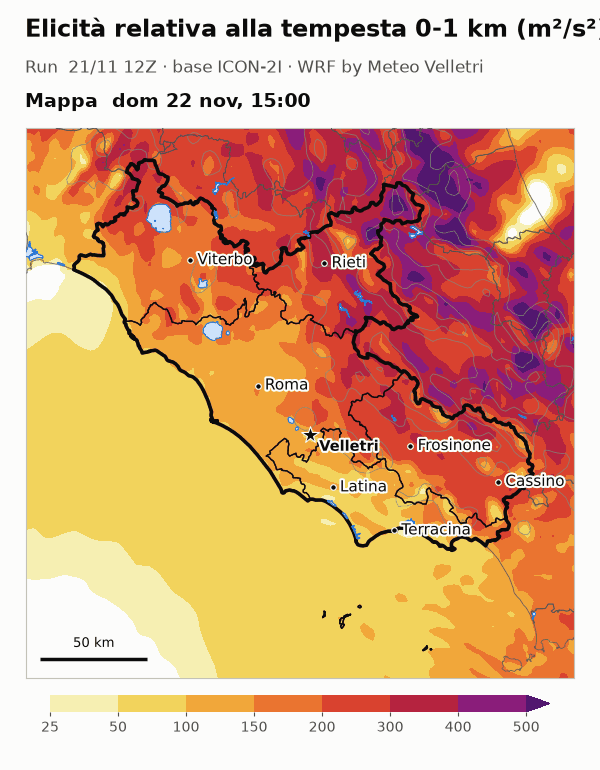 Elicità relativa alla tempesta 0-1 km (m²/s²)
Run 21/11 12Z · base ICON-2I · WRF by Meteo Velletri
Mappa dom 22 nov, 15:00
Viterbo
Rieti
Roma
Velletri
Frosinone
Cassino
Latina
Terracina
50 km
25 50 100 150 200 300 400 500